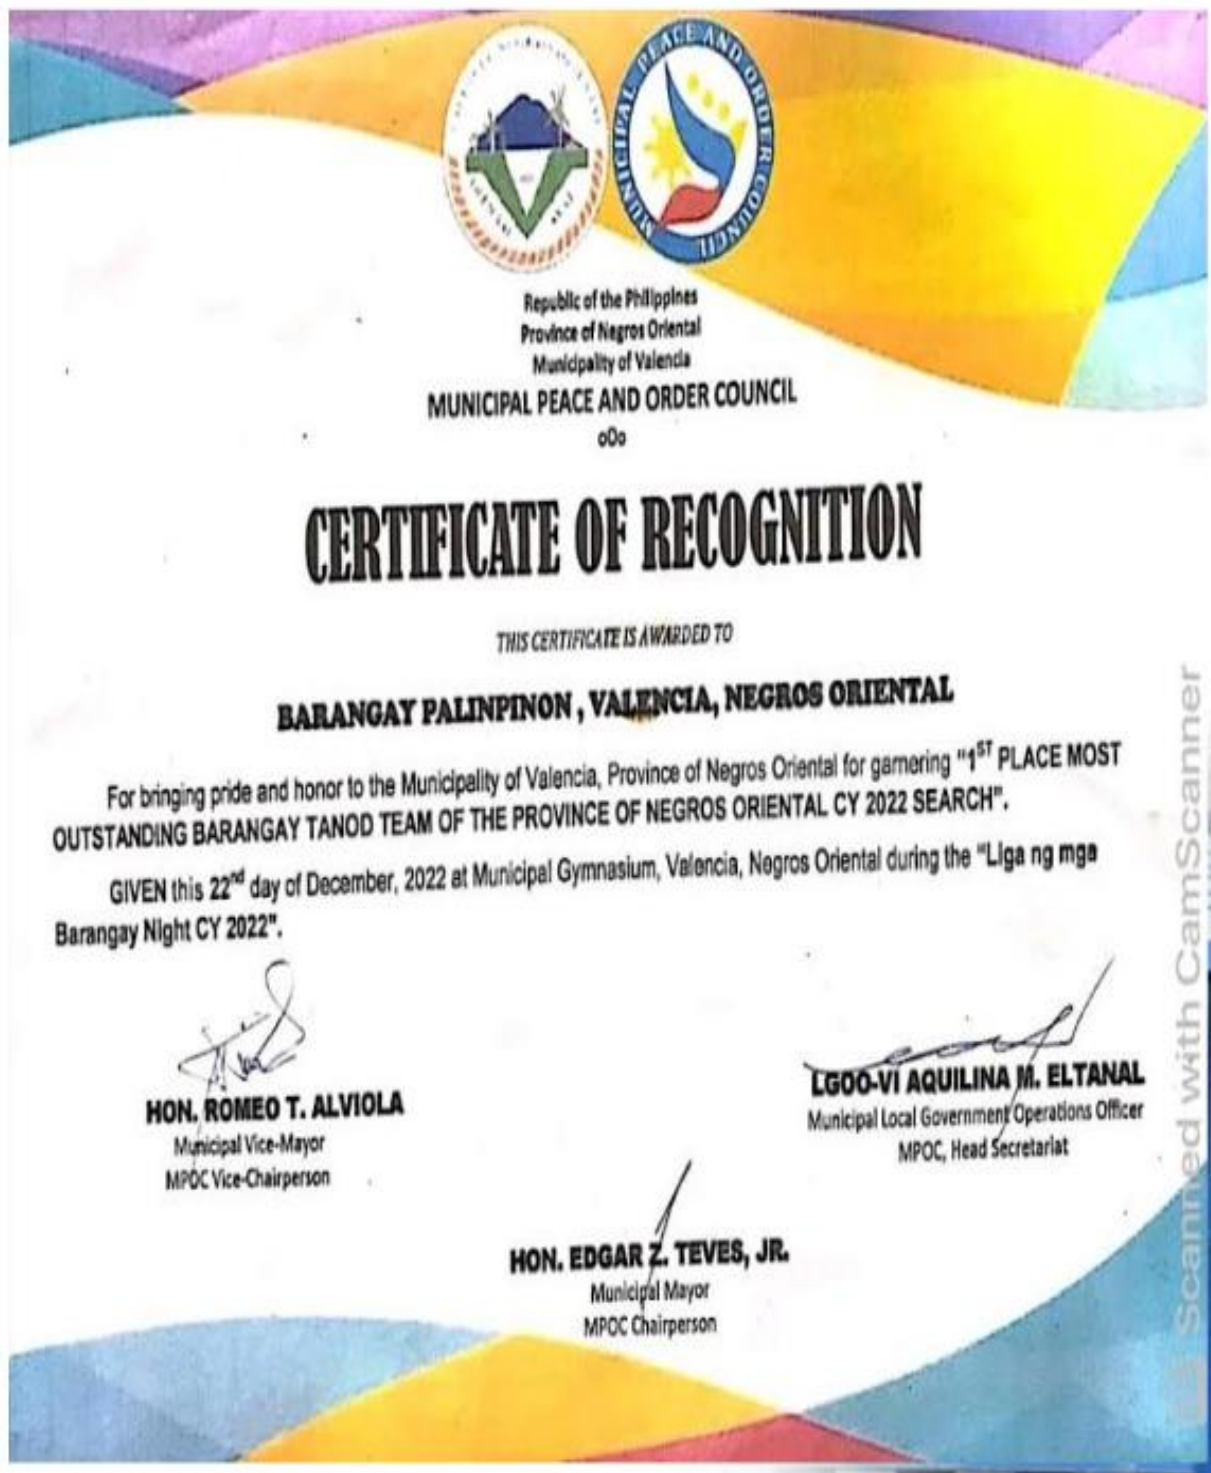 MUNICIPAL PEACE AND ORDER COUNCIL
Republic of the Philippines
Province of Negros Oriental
Municipality of Valencia
MUNICIPAL PEACE AND ORDER COUNCIL
oOo
CERTIFICATE OF RECOGNITION
THIS CERTIFICATE IS AWARDED TO
BARANGAY PALINPINON, VALENCIA, NEGROS ORIENTAL
For bringing pride and honor to the Municipality of Valencia, Province of Negros Oriental for garnering "1ST PLACE MOST
OUTSTANDING BARANGAY TANOD TEAM OF THE PROVINCE OF NEGROS ORIENTAL CY 2022 SEARCH".
GIVEN this 22nd day of December, 2022 at Municipal Gymnasium, Valencia, Negros Oriental during the "Liga ng mga
Barangay Night CY 2022".
HON. ROMEO T. ALVIOLA
Municipal Vice-Mayor
MPOC Vice-Chairperson
LGOO-VI AQUILINA M. ELTANAL
Municipal Local Government Operations Officer
MPOC, Head Secretariat
HON. EDGAR Z. TEVES, JR.
Municipal Mayor
MPOC Chairperson
Scanned with CamScanner